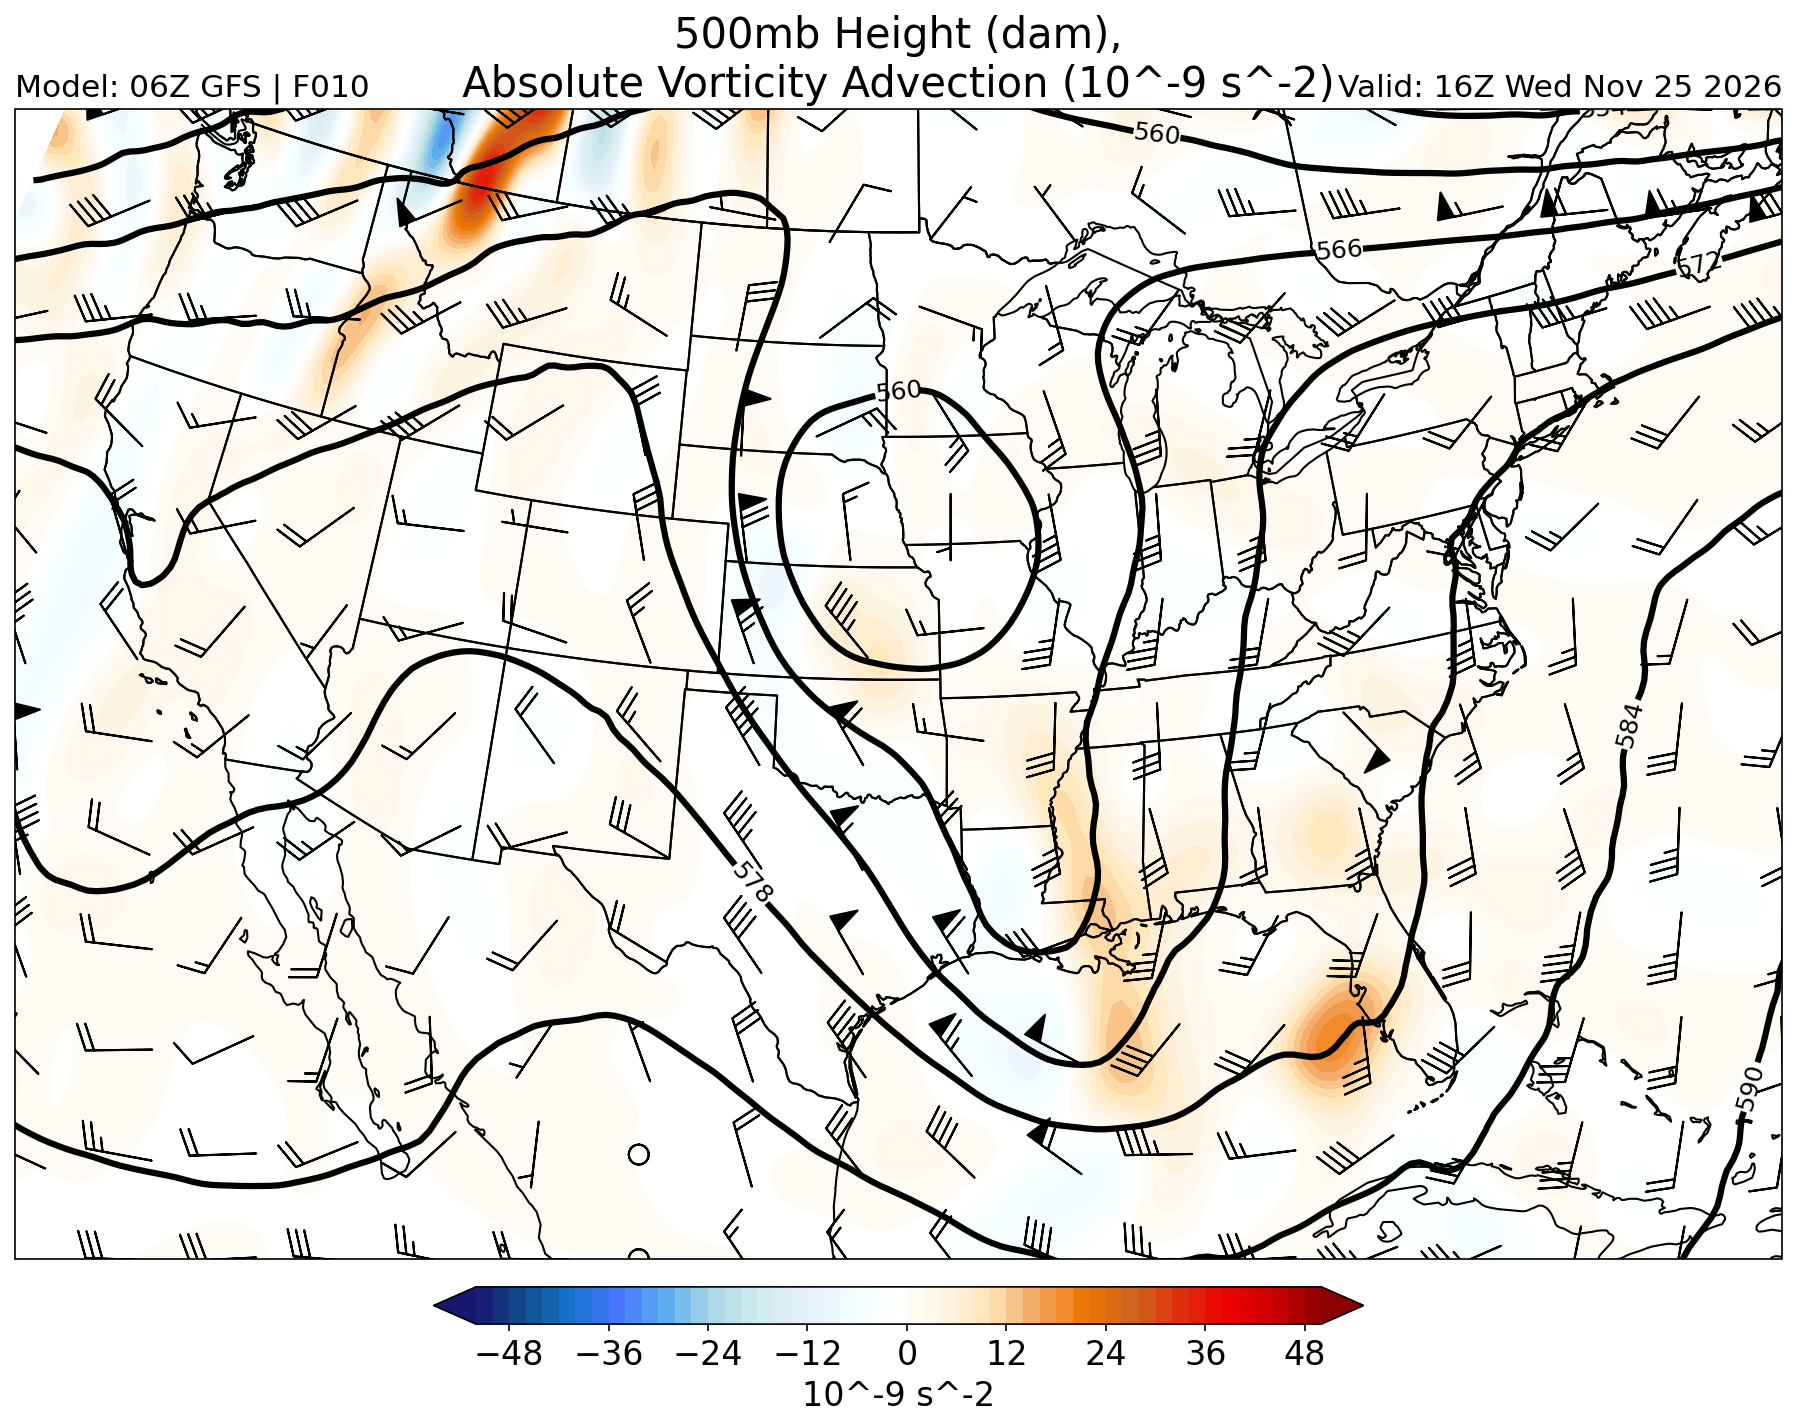 500mb Height (dam),
Model: 06Z GFS | F010
Absolute Vorticity Advection (10^-9 s^-2)
Valid: 16Z Wed Nov 25 2026
560
566
572
560
584
578
590
−48 −36 −24 −12 0 12 24 36 48
10^-9 s^-2